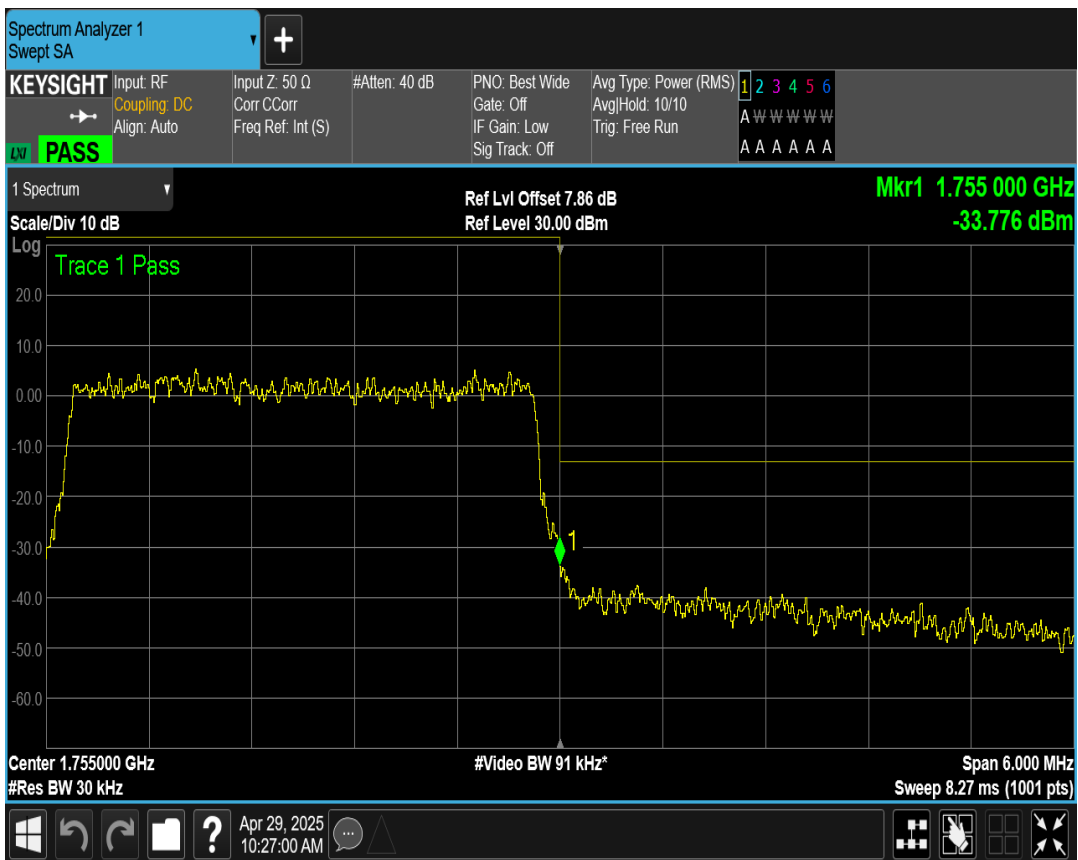 Spectrum Analyzer 1
Swept SA
+
KEYSIGHT
LXI PASS
Input: RF
Coupling: DC
Align: Auto
Input Z: 50 Ω
Corr CCorr
Freq Ref: Int (S)
#Atten: 40 dB
PNO: Best Wide
Gate: Off
IF Gain: Low
Sig Track: Off
Avg Type: Power (RMS)
Avg|Hold: 10/10
Trig: Free Run
1 2 3 4 5 6
A W W W W W
A A A A A A
1 Spectrum
Scale/Div 10 dB
Ref Lvl Offset 7.86 dB
Ref Level 30.00 dBm
Mkr1 1.755 000 GHz
-33.776 dBm
Log
Trace 1 Pass
20.0
10.0
0.00
-10.0
-20.0
-30.0
-40.0
-50.0
-60.0
1
Center 1.755000 GHz
#Res BW 30 kHz
#Video BW 91 kHz*
Span 6.000 MHz
Sweep 8.27 ms (1001 pts)
?
Apr 29, 2025
10:27:00 AM